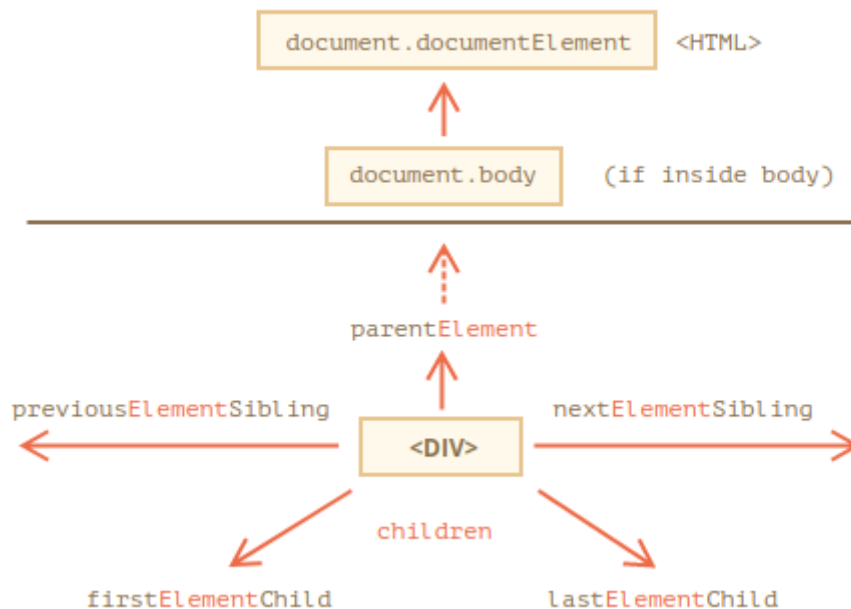 document.documentElement <HTML>
document.body (if inside body)
parentElement
previousElementSibling nextElementSibling
<DIV>
children
firstElementChild lastElementChild